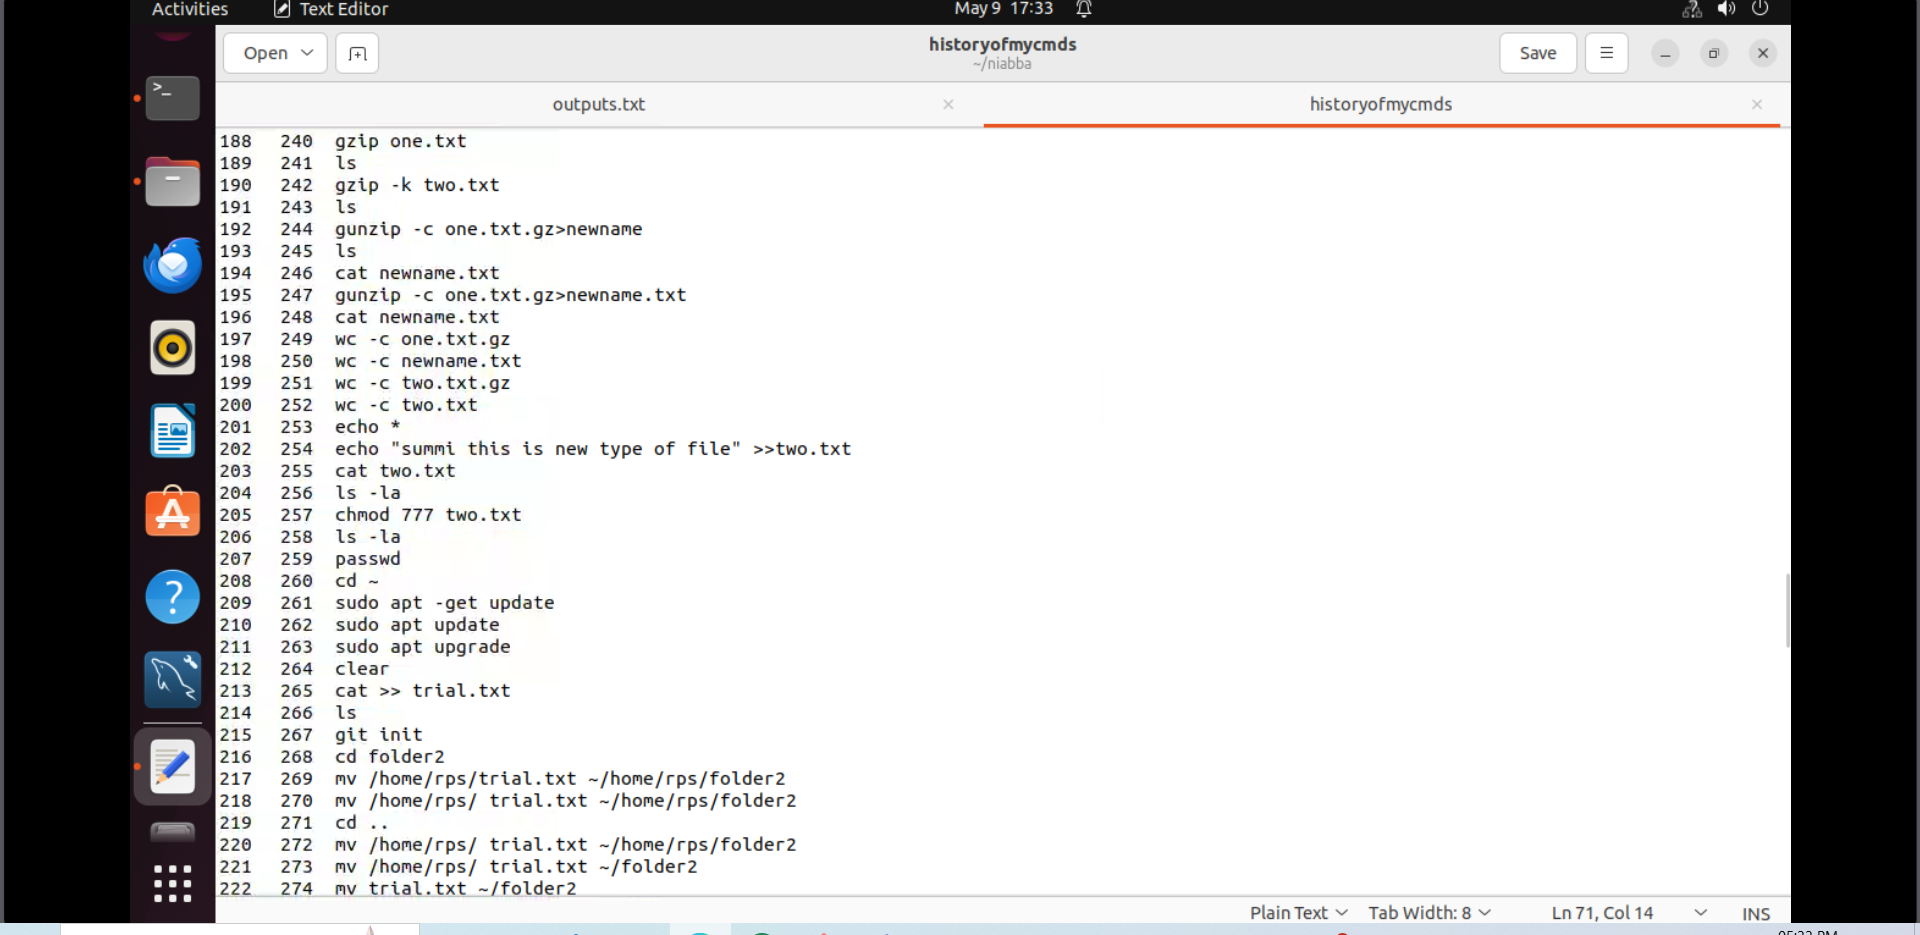 Activities Text Editor May 9 17:33
Open historyofmycmds Save
~/niabba
outputs.txt historyofmycmds
188 240 gzip one.txt
189 241 ls
190 242 gzip -k two.txt
191 243 ls
192 244 gunzip -c one.txt.gz>newname
193 245 ls
194 246 cat newname.txt
195 247 gunzip -c one.txt.gz>newname.txt
196 248 cat newname.txt
197 249 wc -c one.txt.gz
198 250 wc -c newname.txt
199 251 wc -c two.txt.gz
200 252 wc -c two.txt
201 253 echo *
202 254 echo "summi this is new type of file" >>two.txt
203 255 cat two.txt
204 256 ls -la
205 257 chmod 777 two.txt
206 258 ls -la
207 259 passwd
208 260 cd ~
209 261 sudo apt -get update
210 262 sudo apt update
211 263 sudo apt upgrade
212 264 clear
213 265 cat >> trial.txt
214 266 ls
215 267 git init
216 268 cd folder2
217 269 mv /home/rps/trial.txt ~/home/rps/folder2
218 270 mv /home/rps/ trial.txt ~/home/rps/folder2
219 271 cd ..
220 272 mv /home/rps/ trial.txt ~/home/rps/folder2
221 273 mv /home/rps/ trial.txt ~/folder2
222 274 mv trial.txt ~/folder2
Plain Text Tab Width: 8 Ln 71, Col 14 INS